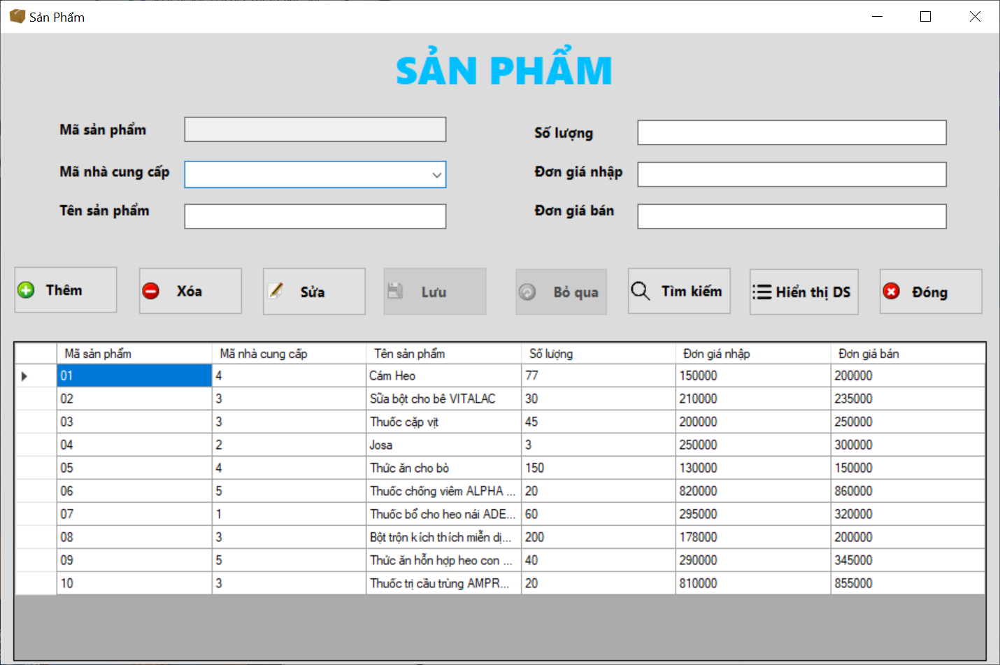 Sản Phẩm
SẢN PHẨM
Mã sản phẩm
Số lượng
Mã nhà cung cấp
Đơn giá nhập
Tên sản phẩm
Đơn giá bán
Thêm Xóa Sửa Lưu Bỏ qua Tìm kiếm Hiển thị DS Đóng
Mã sản phẩm Mã nhà cung cấp Tên sản phẩm Số lượng Đơn giá nhập Đơn giá bán
01 4 Cám Heo 77 150000 200000
02 3 Sữa bột cho bê VITALAC 30 210000 235000
03 3 Thuốc cặp vịt 45 200000 250000
04 2 Josa 3 250000 300000
05 4 Thức ăn cho bò 150 130000 150000
06 5 Thuốc chống viêm ALPHA ... 20 820000 860000
07 1 Thuốc bổ cho heo nái ADE... 60 295000 320000
08 3 Bột trộn kích thích miễn dị... 200 178000 200000
09 5 Thức ăn hỗn hợp heo con ... 40 290000 345000
10 3 Thuốc trị cầu trùng AMPR... 20 810000 855000